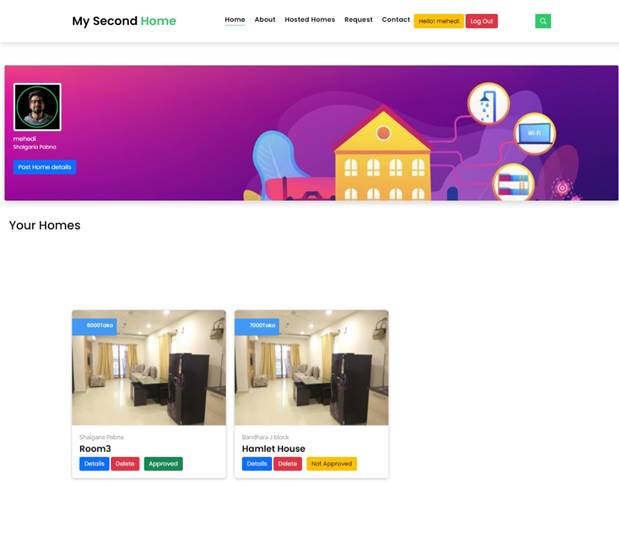 My Second Home
Home About Hosted Homes Request Contact Hello! mehedi Log Out
Wi-Fi
mehedi
Shalgaria Pabna
Post Home details
Your Homes
6000Taka 7000Taka
Shalgaria Pabna Bandhara J block
Room3 Hamlet House
Details Delete Approved Details Delete Not Approved